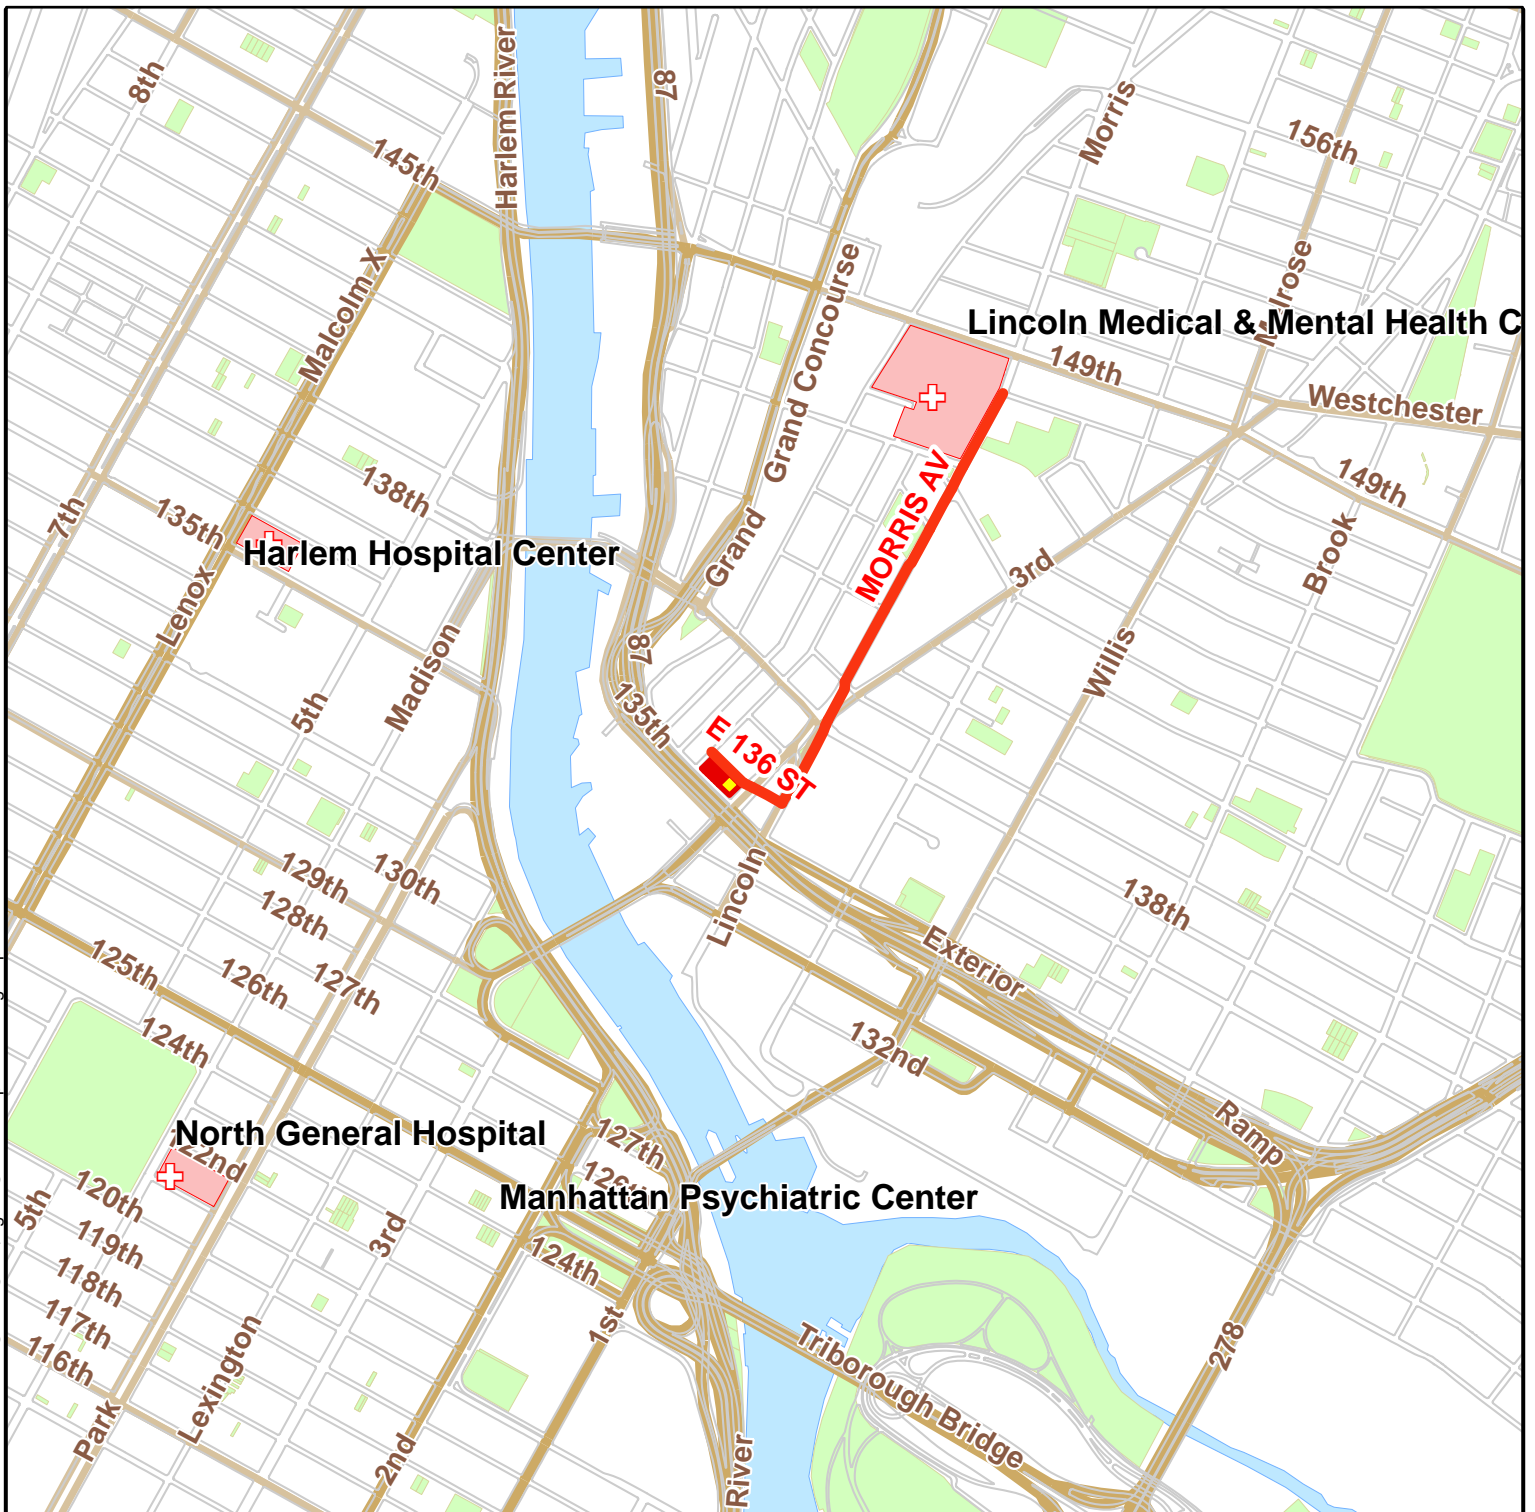 8th
145th
Harlem River
87
Morris
156th
Malcolm X
Grand Concourse
Melrose
Lincoln Medical & Mental Health C
149th
Westchester
7th
135th
138th
Harlem Hospital Center
Grand
MORRIS AV
3rd
149th
Brook
Lenox
Madison
5th
87
135th
E 136 ST
Willis
129th
130th
128th
Lincoln
138th
125th
126th
127th
Exterior
124th
132nd
North General Hospital
122nd
127th
126th
Ramp
120th
5th
119th
3rd
Manhattan Psychiatric Center
118th
124th
117th
116th
1st
Lexington
Park
2nd
Triborough Bridge
278
River